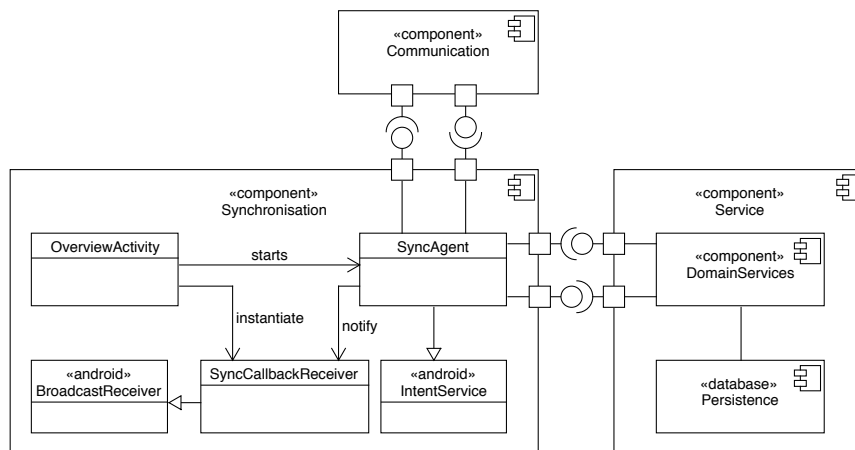 «component»
Communication
«component»
Synchronisation
«component»
Service
OverviewActivity
starts
SyncAgent
«component»
DomainServices
instantiate
notify
«android»
BroadcastReceiver
SyncCallbackReceiver
«android»
IntentService
«database»
Persistence